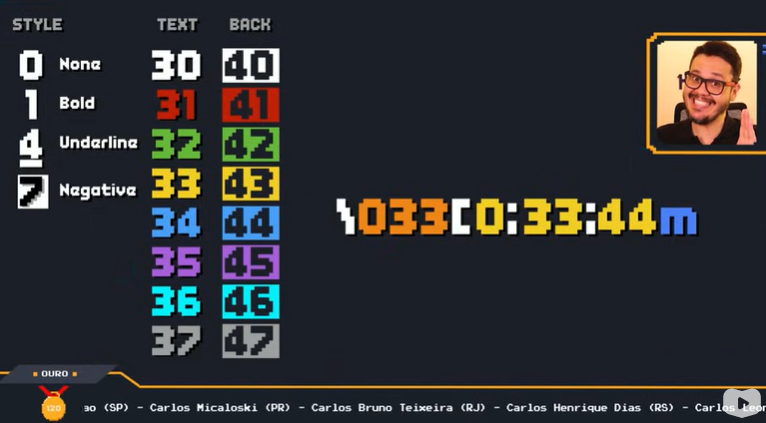 STYLE TEXT BACK
0 None 30 40
1 Bold 31 41
4 Underline 32 42
7 Negative 33 43
34 44
35 45
36 46
37 47
\033[0:33:44m
OURO
120
ao (SP) - Carlos Micaloski (PR) - Carlos Bruno Teixeira (RJ) - Carlos Henrique Dias (RS) - Carlos